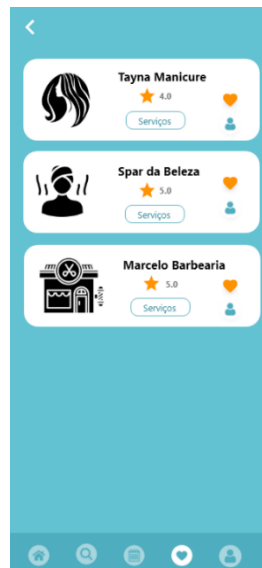 Tayna Manicure
4.0
Serviços
Spar da Beleza
5.0
Serviços
Marcelo Barbearia
5.0
Serviços